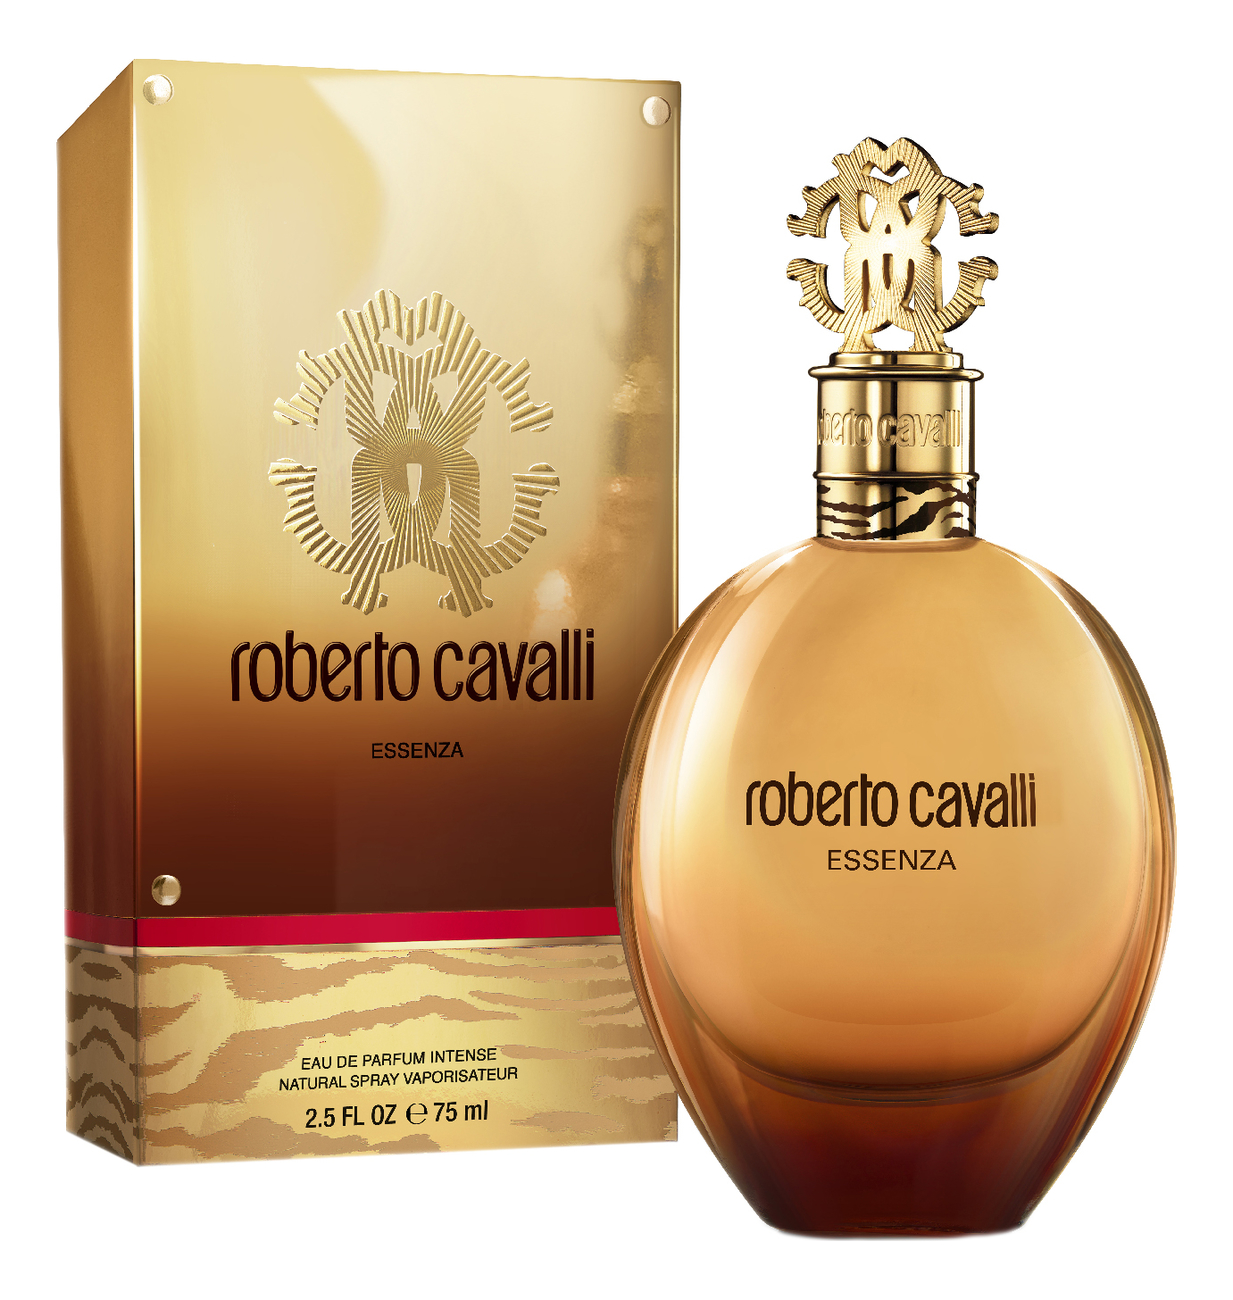 roberto cavalli
ESSENZA
EAU DE PARFUM INTENSE
NATURAL SPRAY VAPORISATEUR
2.5 FL OZ ℮ 75 ml
roberto cavalli
roberto cavalli
ESSENZA